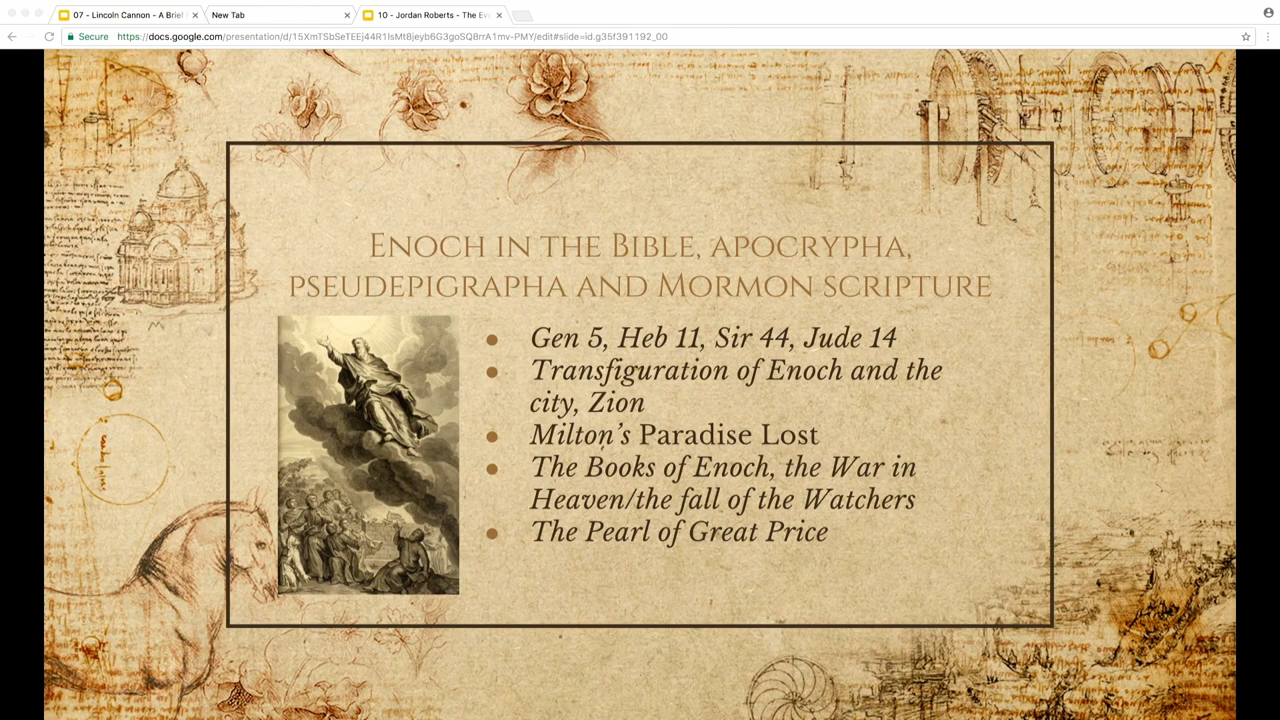 07 - Lincoln Cannon - A Brief
New Tab
10 - Jordan Roberts - The Ev
Secure
https://docs.google.com/presentation/d/15XmTSbSeTEEj44R1IsMt8jeyb6G3goSQ8rrA1mv-PMY/edit#slide=id.g35f391192_00
Enoch in the Bible, apocrypha,
pseudepigrapha and Mormon scripture
● Gen 5, Heb 11, Sir 44, Jude 14
● Transfiguration of Enoch and the
city, Zion
● Milton's Paradise Lost
● The Books of Enoch, the War in
Heaven/the fall of the Watchers
● The Pearl of Great Price